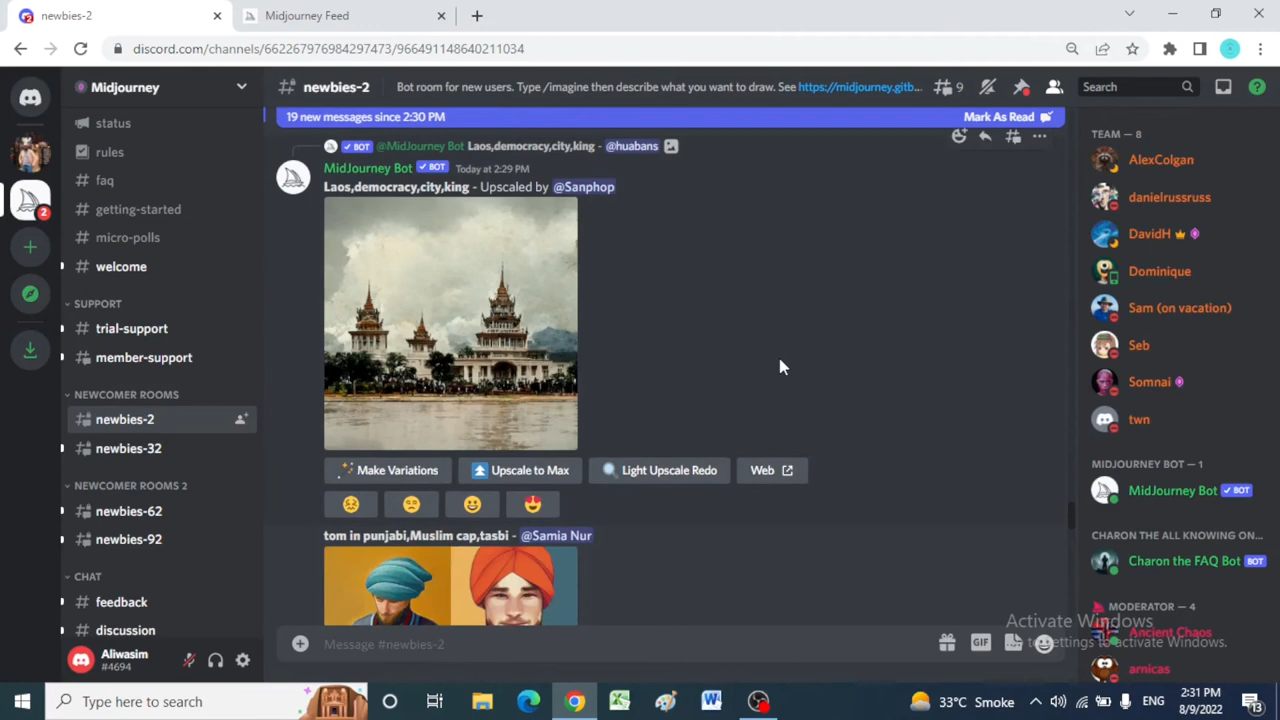 newbies-2
Midjourney Feed
discord.com/channels/662267976984297473/966491148640211034
Midjourney
status
rules
faq
getting-started
micro-polls
welcome
SUPPORT
trial-support
member-support
NEWCOMER ROOMS
newbies-2
newbies-32
NEWCOMER ROOMS 2
newbies-62
newbies-92
CHAT
feedback
discussion
Aliwasim
#4694
newbies-2 Bot room for new users. Type /imagine then describe what you want to draw. See https://midjourney.gitb... 9 Search
19 new messages since 2:30 PM Mark As Read
BOT @MidJourney Bot Laos,democracy,city,king - @huabans
MidJourney Bot BOT Today at 2:29 PM
Laos,democracy,city,king - Upscaled by @Sanphop
Make Variations Upscale to Max Light Upscale Redo Web
tom in punjabi,Muslim cap,tasbi - @Samia Nur
Message #newbies-2
GIF
TEAM — 8
AlexColgan
danielrussruss
DavidH
Dominique
Sam (on vacation)
Seb
Somnai
twn
MIDJOURNEY BOT — 1
MidJourney Bot BOT
CHARON THE ALL KNOWING ON...
Charon the FAQ Bot BOT
MODERATOR — 4
Ancient Chaos
arnicas
Activate Windows
to Settings to activate Windows.
2
Type here to search
33°C Smoke
ENG
2:31 PM
8/9/2022
13